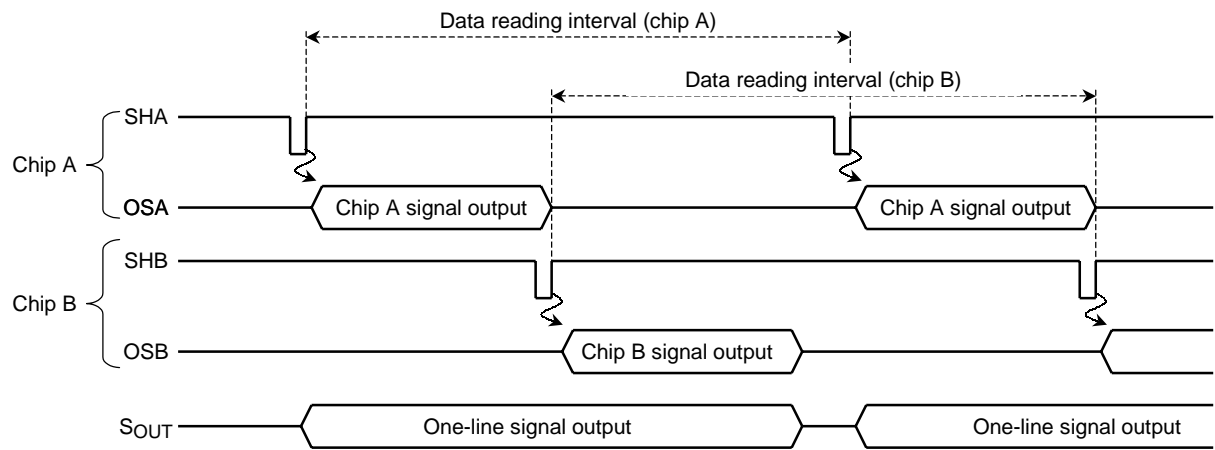 Data reading interval (chip A)
Data reading interval (chip B)
SHA
Chip A
OSA
Chip A signal output
Chip A signal output
SHB
Chip B
OSB
Chip B signal output
SOUT
One-line signal output
One-line signal output